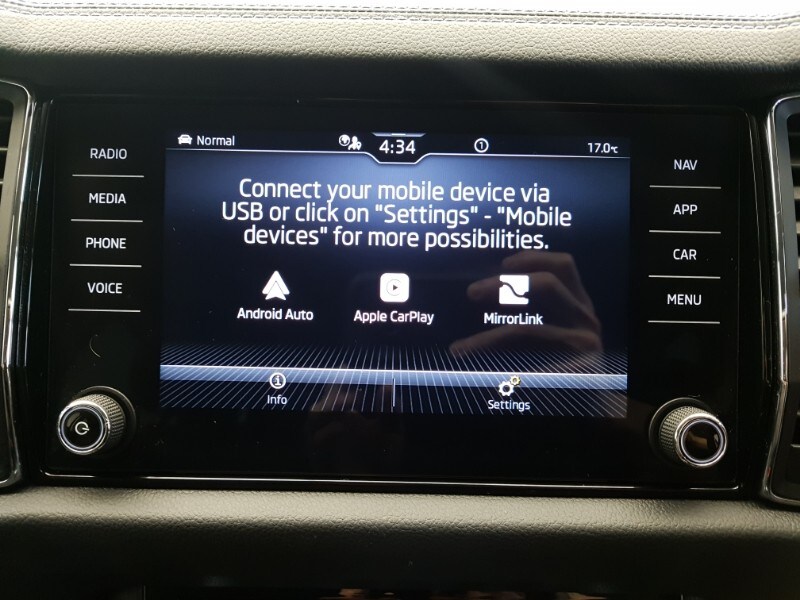 Normal
4:34
1
17.0°C
RADIO
MEDIA
PHONE
VOICE
Connect your mobile device via
USB or click on "Settings" - "Mobile
devices" for more possibilities.
Android Auto
Apple CarPlay
MirrorLink
Info
Settings
NAV
APP
CAR
MENU